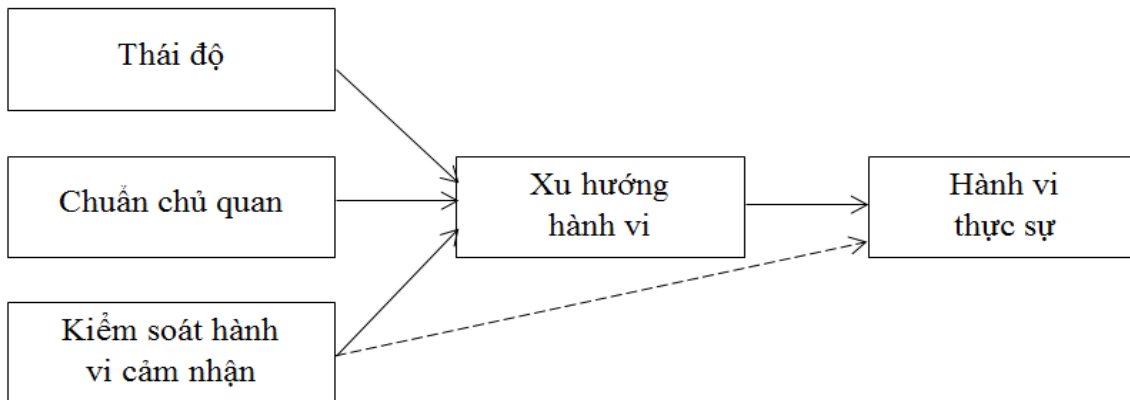 Thái độ
Chuẩn chủ quan
Kiểm soát hành
vi cảm nhận
Xu hướng
hành vi
Hành vi
thực sự